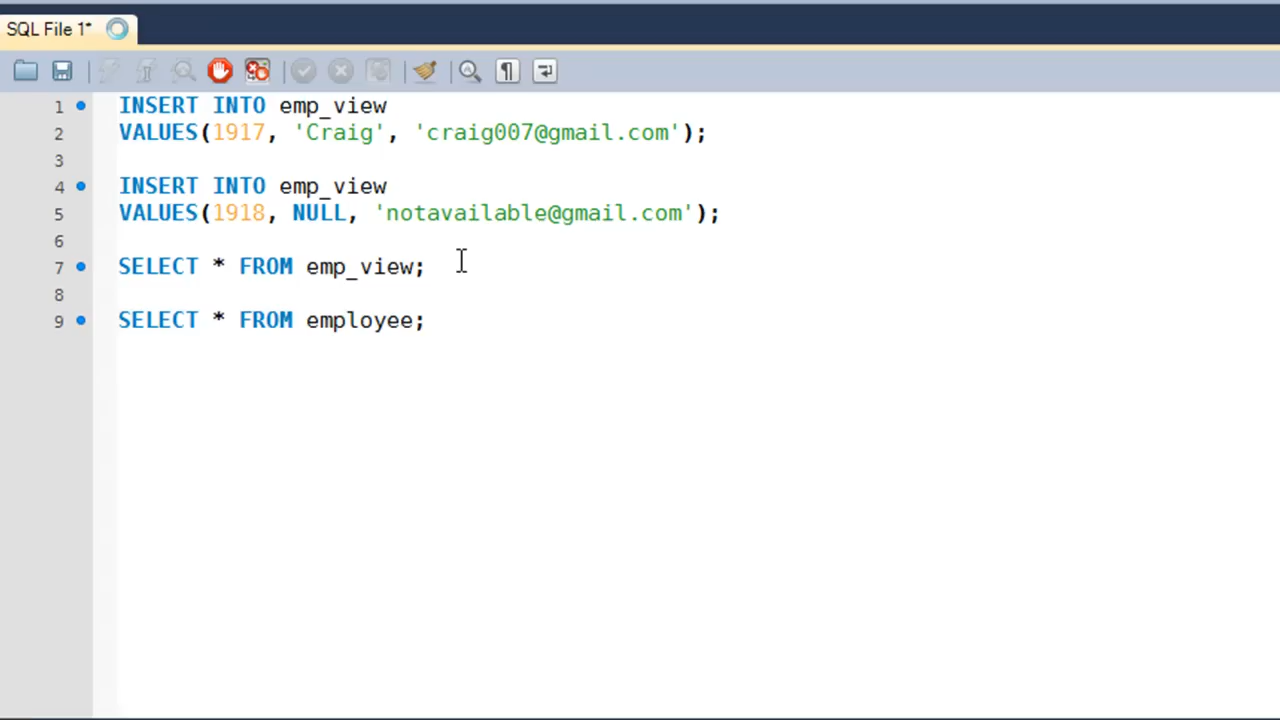 SQL File 1*
1 INSERT INTO emp_view
2 VALUES(1917, 'Craig', 'craig007@gmail.com');
3
4 INSERT INTO emp_view
5 VALUES(1918, NULL, 'notavailable@gmail.com');
6
7 SELECT * FROM emp_view;
8
9 SELECT * FROM employee;